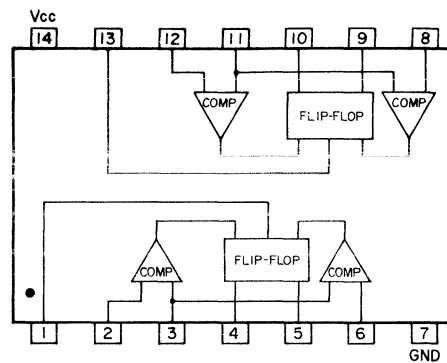 Vcc
14 13 12 11 10 9 8
COMP FLIP-FLOP COMP
COMP FLIP-FLOP COMP
1 2 3 4 5 6 7
GND